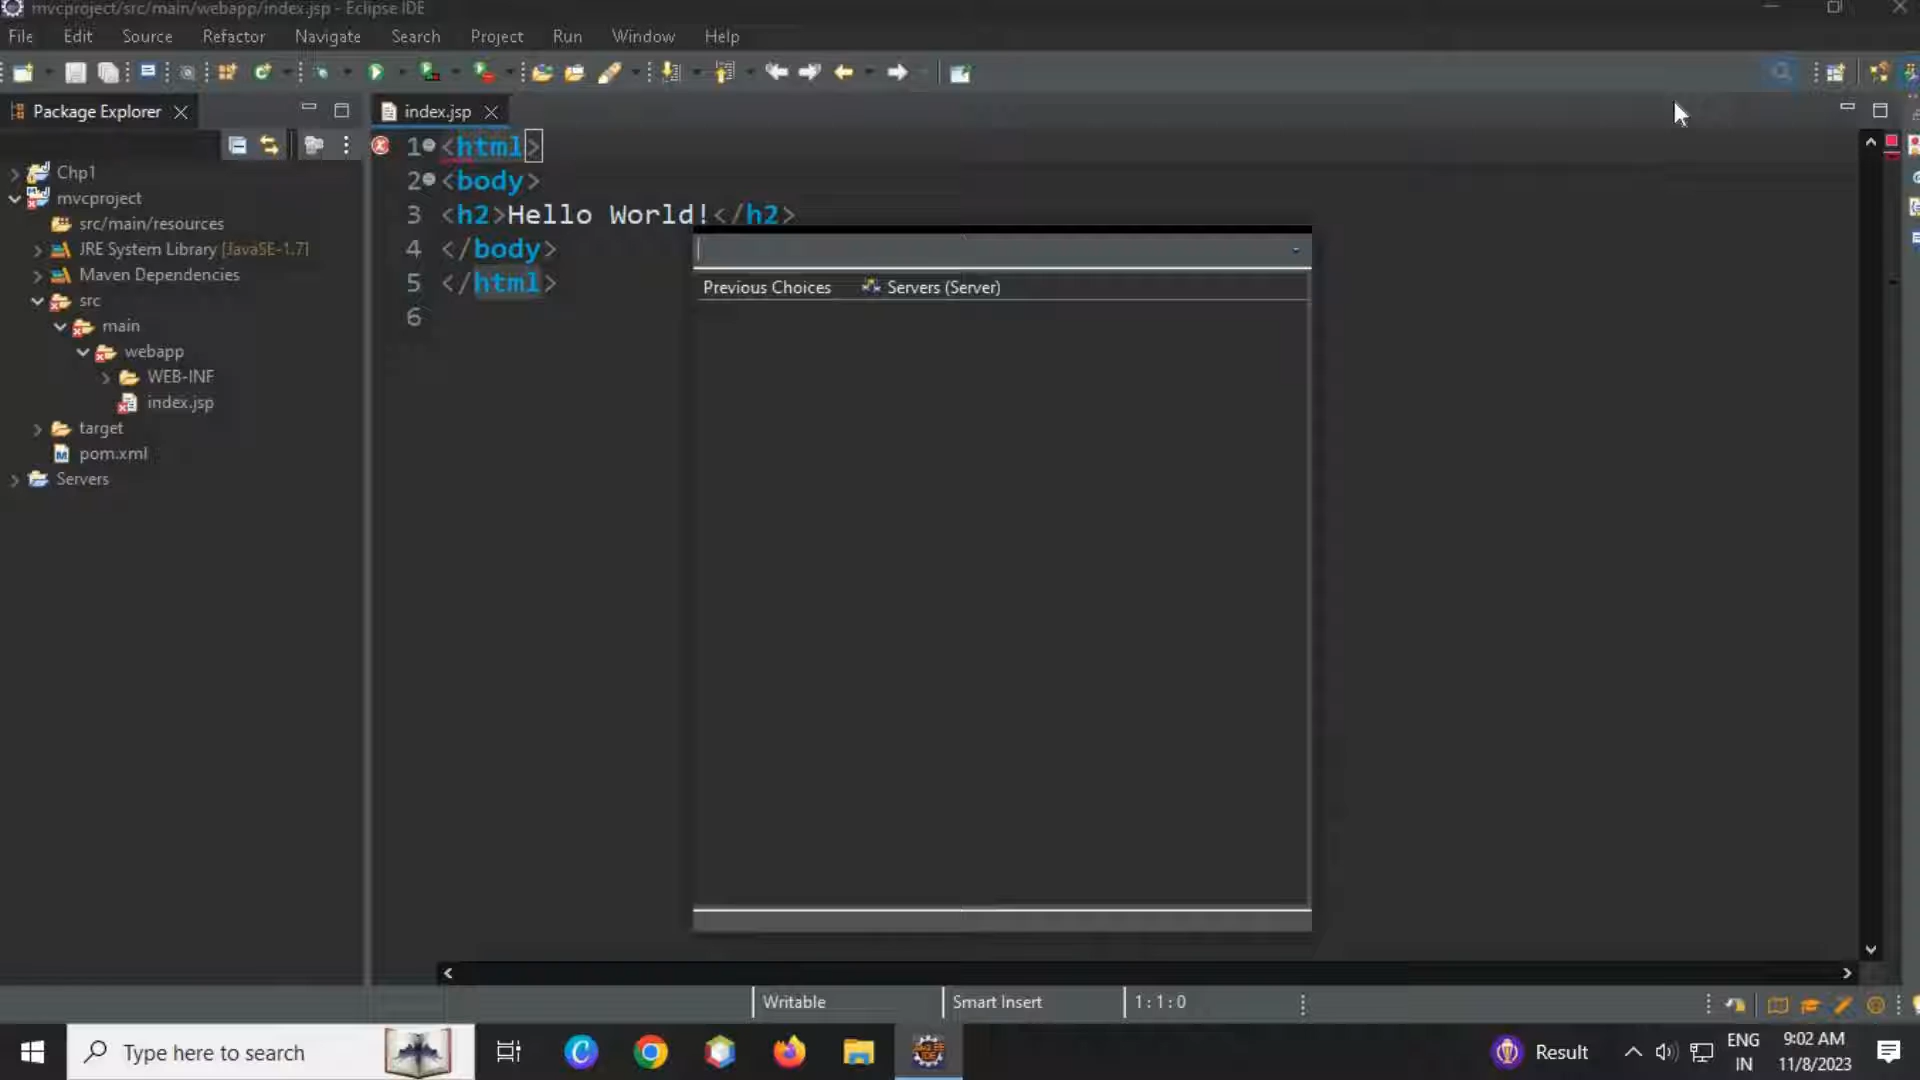 mvcproject/src/main/webapp/index.jsp - Eclipse IDE
File Edit Source Refactor Navigate Search Project Run Window Help
Package Explorer
index.jsp
Chp1
mvcproject
src/main/resources
JRE System Library [JavaSE-1.7]
Maven Dependencies
src
main
webapp
WEB-INF
index.jsp
target
pom.xml
Servers
1 <html>
2 <body>
3 <h2>Hello World!</h2>
4 </body>
5 </html>
6
Previous Choices Servers (Server)
Writable Smart Insert 1 : 1 : 0
Type here to search
Result
ENG
IN
9:02 AM
11/8/2023